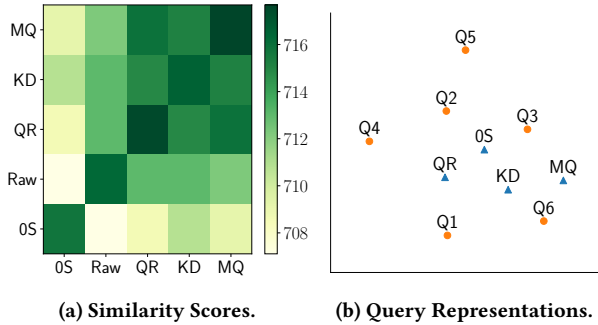 MQ
KD
QR
Raw
0S
0S Raw QR KD MQ
716
714
712
710
708
Q5
Q2
Q3
Q4
0S
QR
KD
MQ
Q1
Q6
(a) Similarity Scores.
(b) Query Representations.